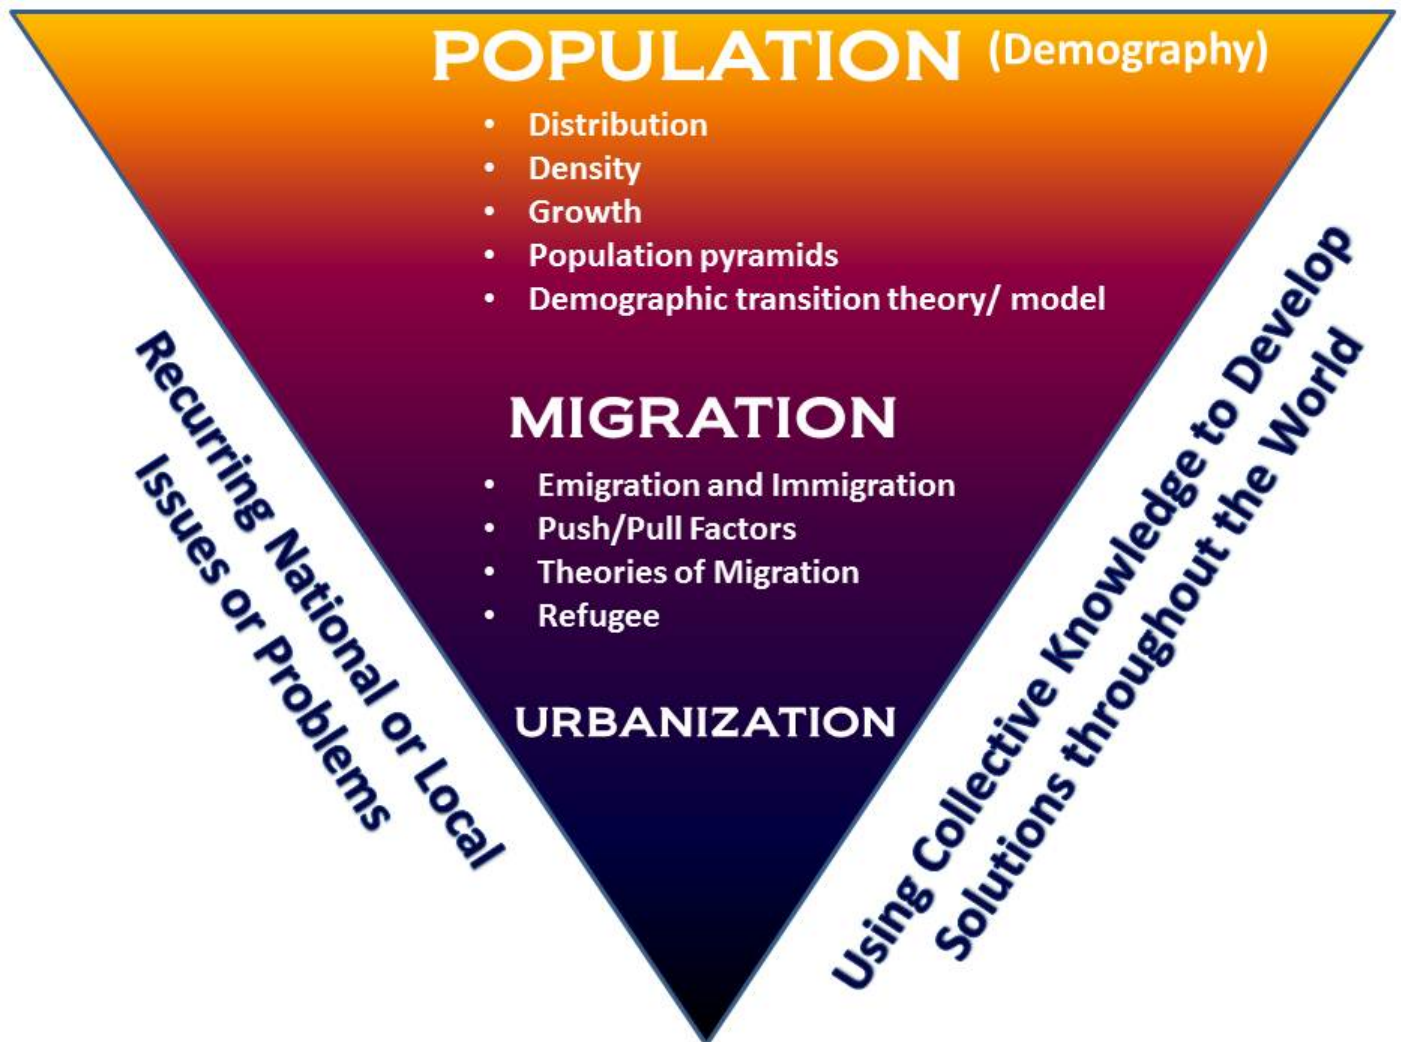 POPULATION (Demography)
• Distribution
• Density
• Growth
• Population pyramids
• Demographic transition theory/ model
MIGRATION
• Emigration and Immigration
• Push/Pull Factors
• Theories of Migration
• Refugee
URBANIZATION
Recurring National or Local
Issues or Problems
Using Collective Knowledge to Develop
Solutions throughout the World